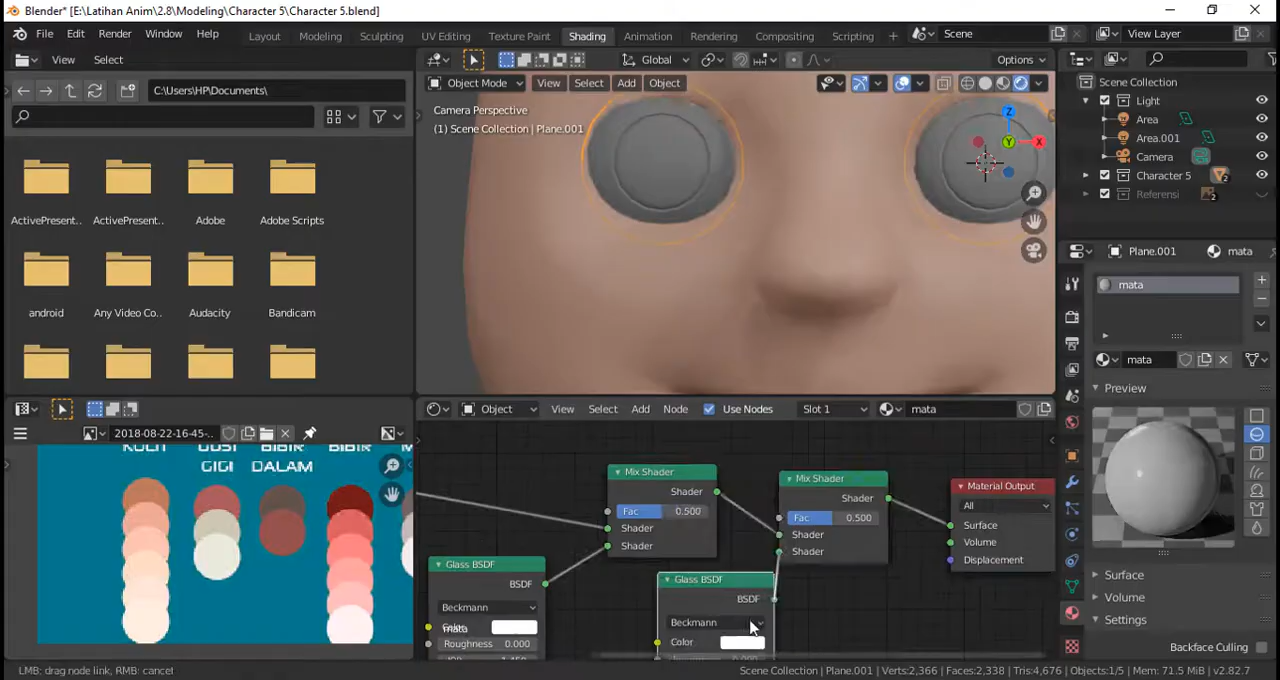 Blender* [E:\Latihan Anim\2.8\Modeling\Character 5\Character 5.blend]
File Edit Render Window Help Layout Modeling Sculpting UV Editing Texture Paint Shading Animation Rendering Compositing Scripting + Scene View Layer
View Select Global Options
C:\Users\HP\Documents\ Object Mode View Select Add Object
Scene Collection
Camera Perspective
(1) Scene Collection | Plane.001
Light
Area
Area.001
Camera
Character 5
Referensi
Z
Y
X
ActivePresent... ActivePresent... Adobe Adobe Scripts
Plane.001 mata
mata
android Any Video Co... Audacity Bandicam
mata
Preview
Object View Select Add Node Use Nodes Slot 1 mata
2018-08-22-16-45-..
KULIT GUSI BIBIR BIBIR
GIGI DALAM
Mix Shader
Shader
Fac 0.500
Shader
Shader
Mix Shader
Shader
Fac 0.500
Shader
Shader
Material Output
All
Surface
Volume
Displacement
Glass BSDF
BSDF
Beckmann
Color
mata
Roughness 0.000
Glass BSDF
BSDF
Beckmann
Color
Surface
Volume
Settings
Backface Culling
LMB: drag node link, RMB: cancel
Scene Collection | Plane.001 | Verts:2,366 | Faces:2,338 | Tris:4,676 | Objects:1/5 | Mem: 71.5 MiB | v2.82.7